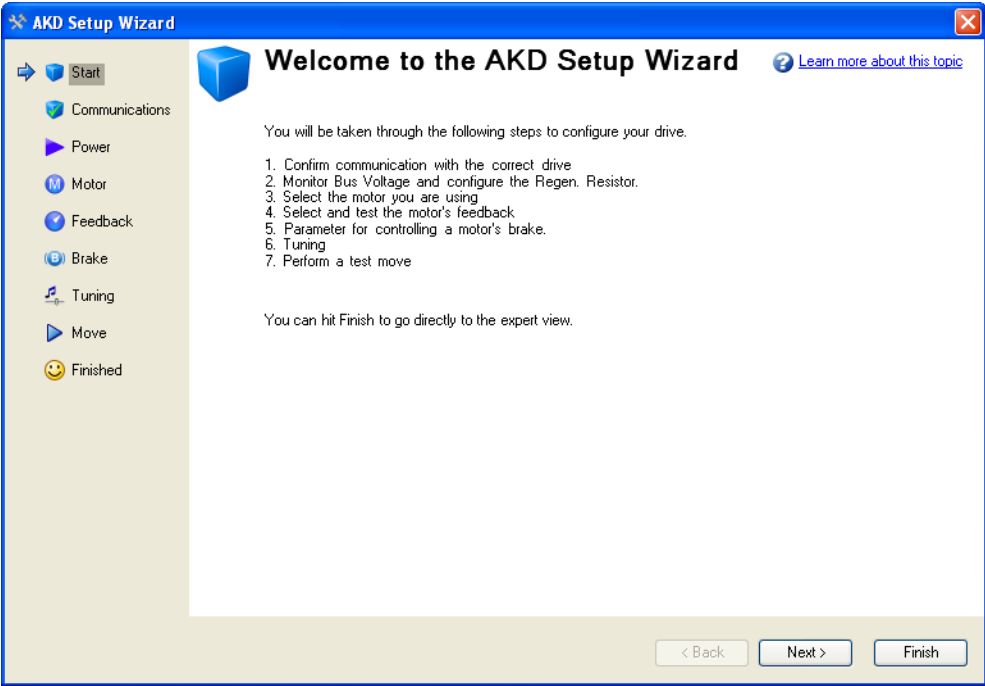 AKD Setup Wizard
Start
Communications
Power
M Motor
Feedback
B Brake
Tuning
Move
Finished
Welcome to the AKD Setup Wizard
? Learn more about this topic
You will be taken through the following steps to configure your drive.
1. Confirm communication with the correct drive
2. Monitor Bus Voltage and configure the Regen. Resistor.
3. Select the motor you are using
4. Select and test the motor's feedback
5. Parameter for controlling a motor's brake.
6. Tuning
7. Perform a test move
You can hit Finish to go directly to the expert view.
< Back Next > Finish